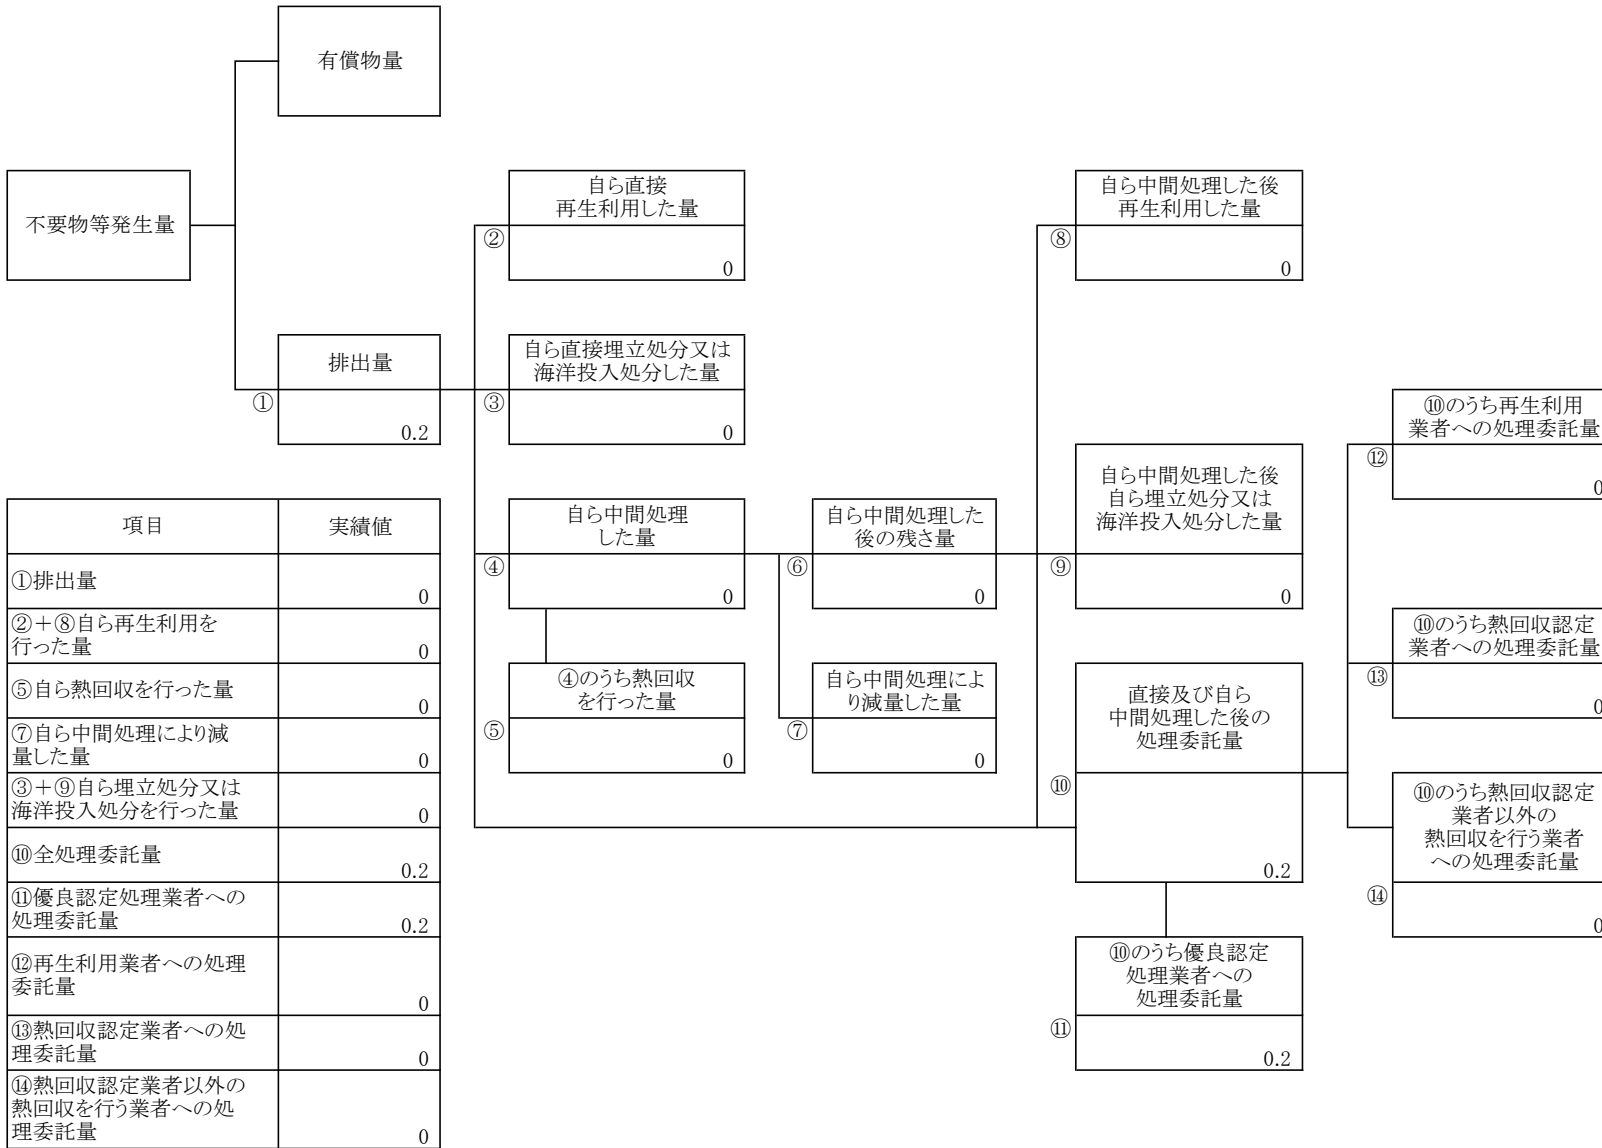 有償物量
不要物等発生量
自ら直接
再生利用した量
②
0
自ら中間処理した後
再生利用した量
⑧
0
排出量
①
0.2
自ら直接埋立処分又は
海洋投入処分した量
③
0
⑩のうち再生利用
業者への処理委託量
⑫
0
自ら中間処理
した量
④
0
自ら中間処理した
後の残さ量
⑥
0
自ら中間処理した後
自ら埋立処分又は
海洋投入処分した量
⑨
0
⑩のうち熱回収認定
業者への処理委託量
⑬
0
④のうち熱回収
を行った量
⑤
0
自ら中間処理によ
り減量した量
⑦
0
直接及び自ら
中間処理した後の
処理委託量
⑩
0.2
⑩のうち熱回収認定
業者以外の
熱回収を行う業者
への処理委託量
⑭
0
⑩のうち優良認定
処理業者への
処理委託量
⑪
0.2
項目 実績値
①排出量
0
②+⑧自ら再生利用を
行った量
0
⑤自ら熱回収を行った量
0
⑦自ら中間処理により減
量した量
0
③+⑨自ら埋立処分又は
海洋投入処分を行った量
0
⑩全処理委託量
0.2
⑪優良認定処理業者への
処理委託量
0.2
⑫再生利用業者への処理
委託量
0
⑬熱回収認定業者への処
理委託量
0
⑭熱回収認定業者以外の
熱回収を行う業者への処
理委託量
0